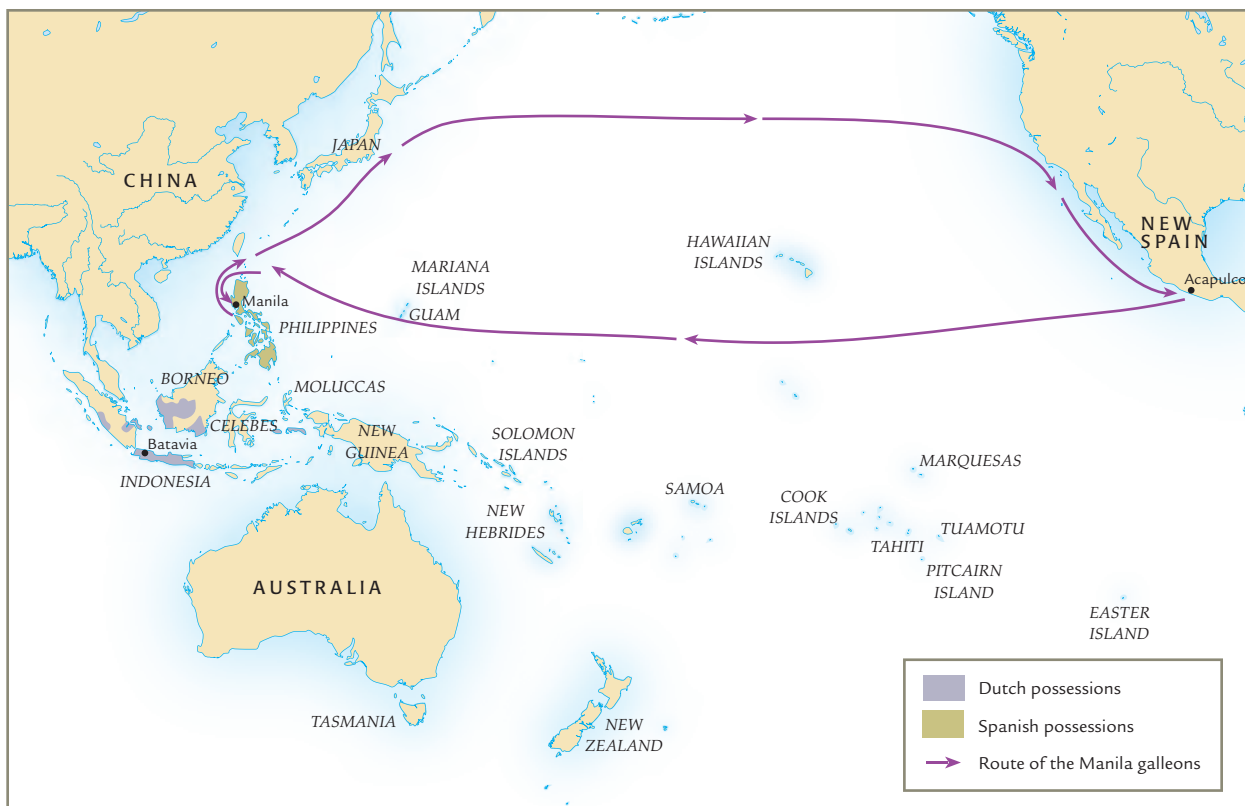 JAPAN
CHINA
NEW
SPAIN
HAWAIIAN
ISLANDS
MARIANA
ISLANDS
Acapulco
Manila
GUAM
PHILIPPINES
BORNEO
MOLUCCAS
CELEBES
NEW
GUINEA
Batavia
SOLOMON
ISLANDS
INDONESIA
MARQUESAS
SAMOA
COOK
ISLANDS
NEW
HEBRIDES
TUAMOTU
TAHITI
PITCAIRN
ISLAND
AUSTRALIA
EASTER
ISLAND
TASMANIA
NEW
ZEALAND
Dutch possessions
Spanish possessions
Route of the Manila galleons